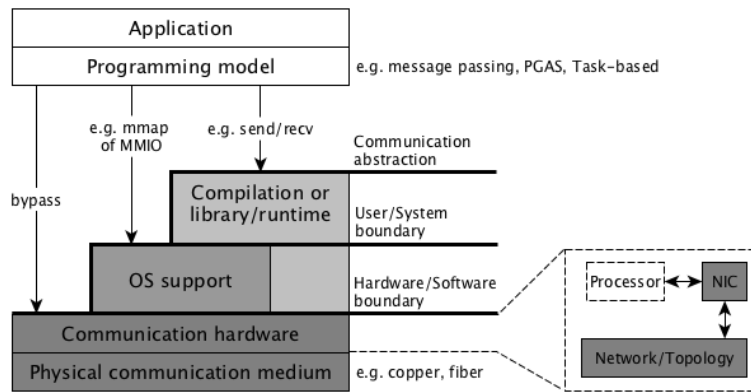 Application
Programming model
e.g. message passing, PGAS, Task-based
e.g. mmap
of MMIO
e.g. send/recv
Communication
abstraction
bypass
Compilation or
library/runtime
User/System
boundary
OS support
Hardware/Software
boundary
Processor
NIC
Communication hardware
Network/Topology
Physical communication medium
e.g. copper, fiber